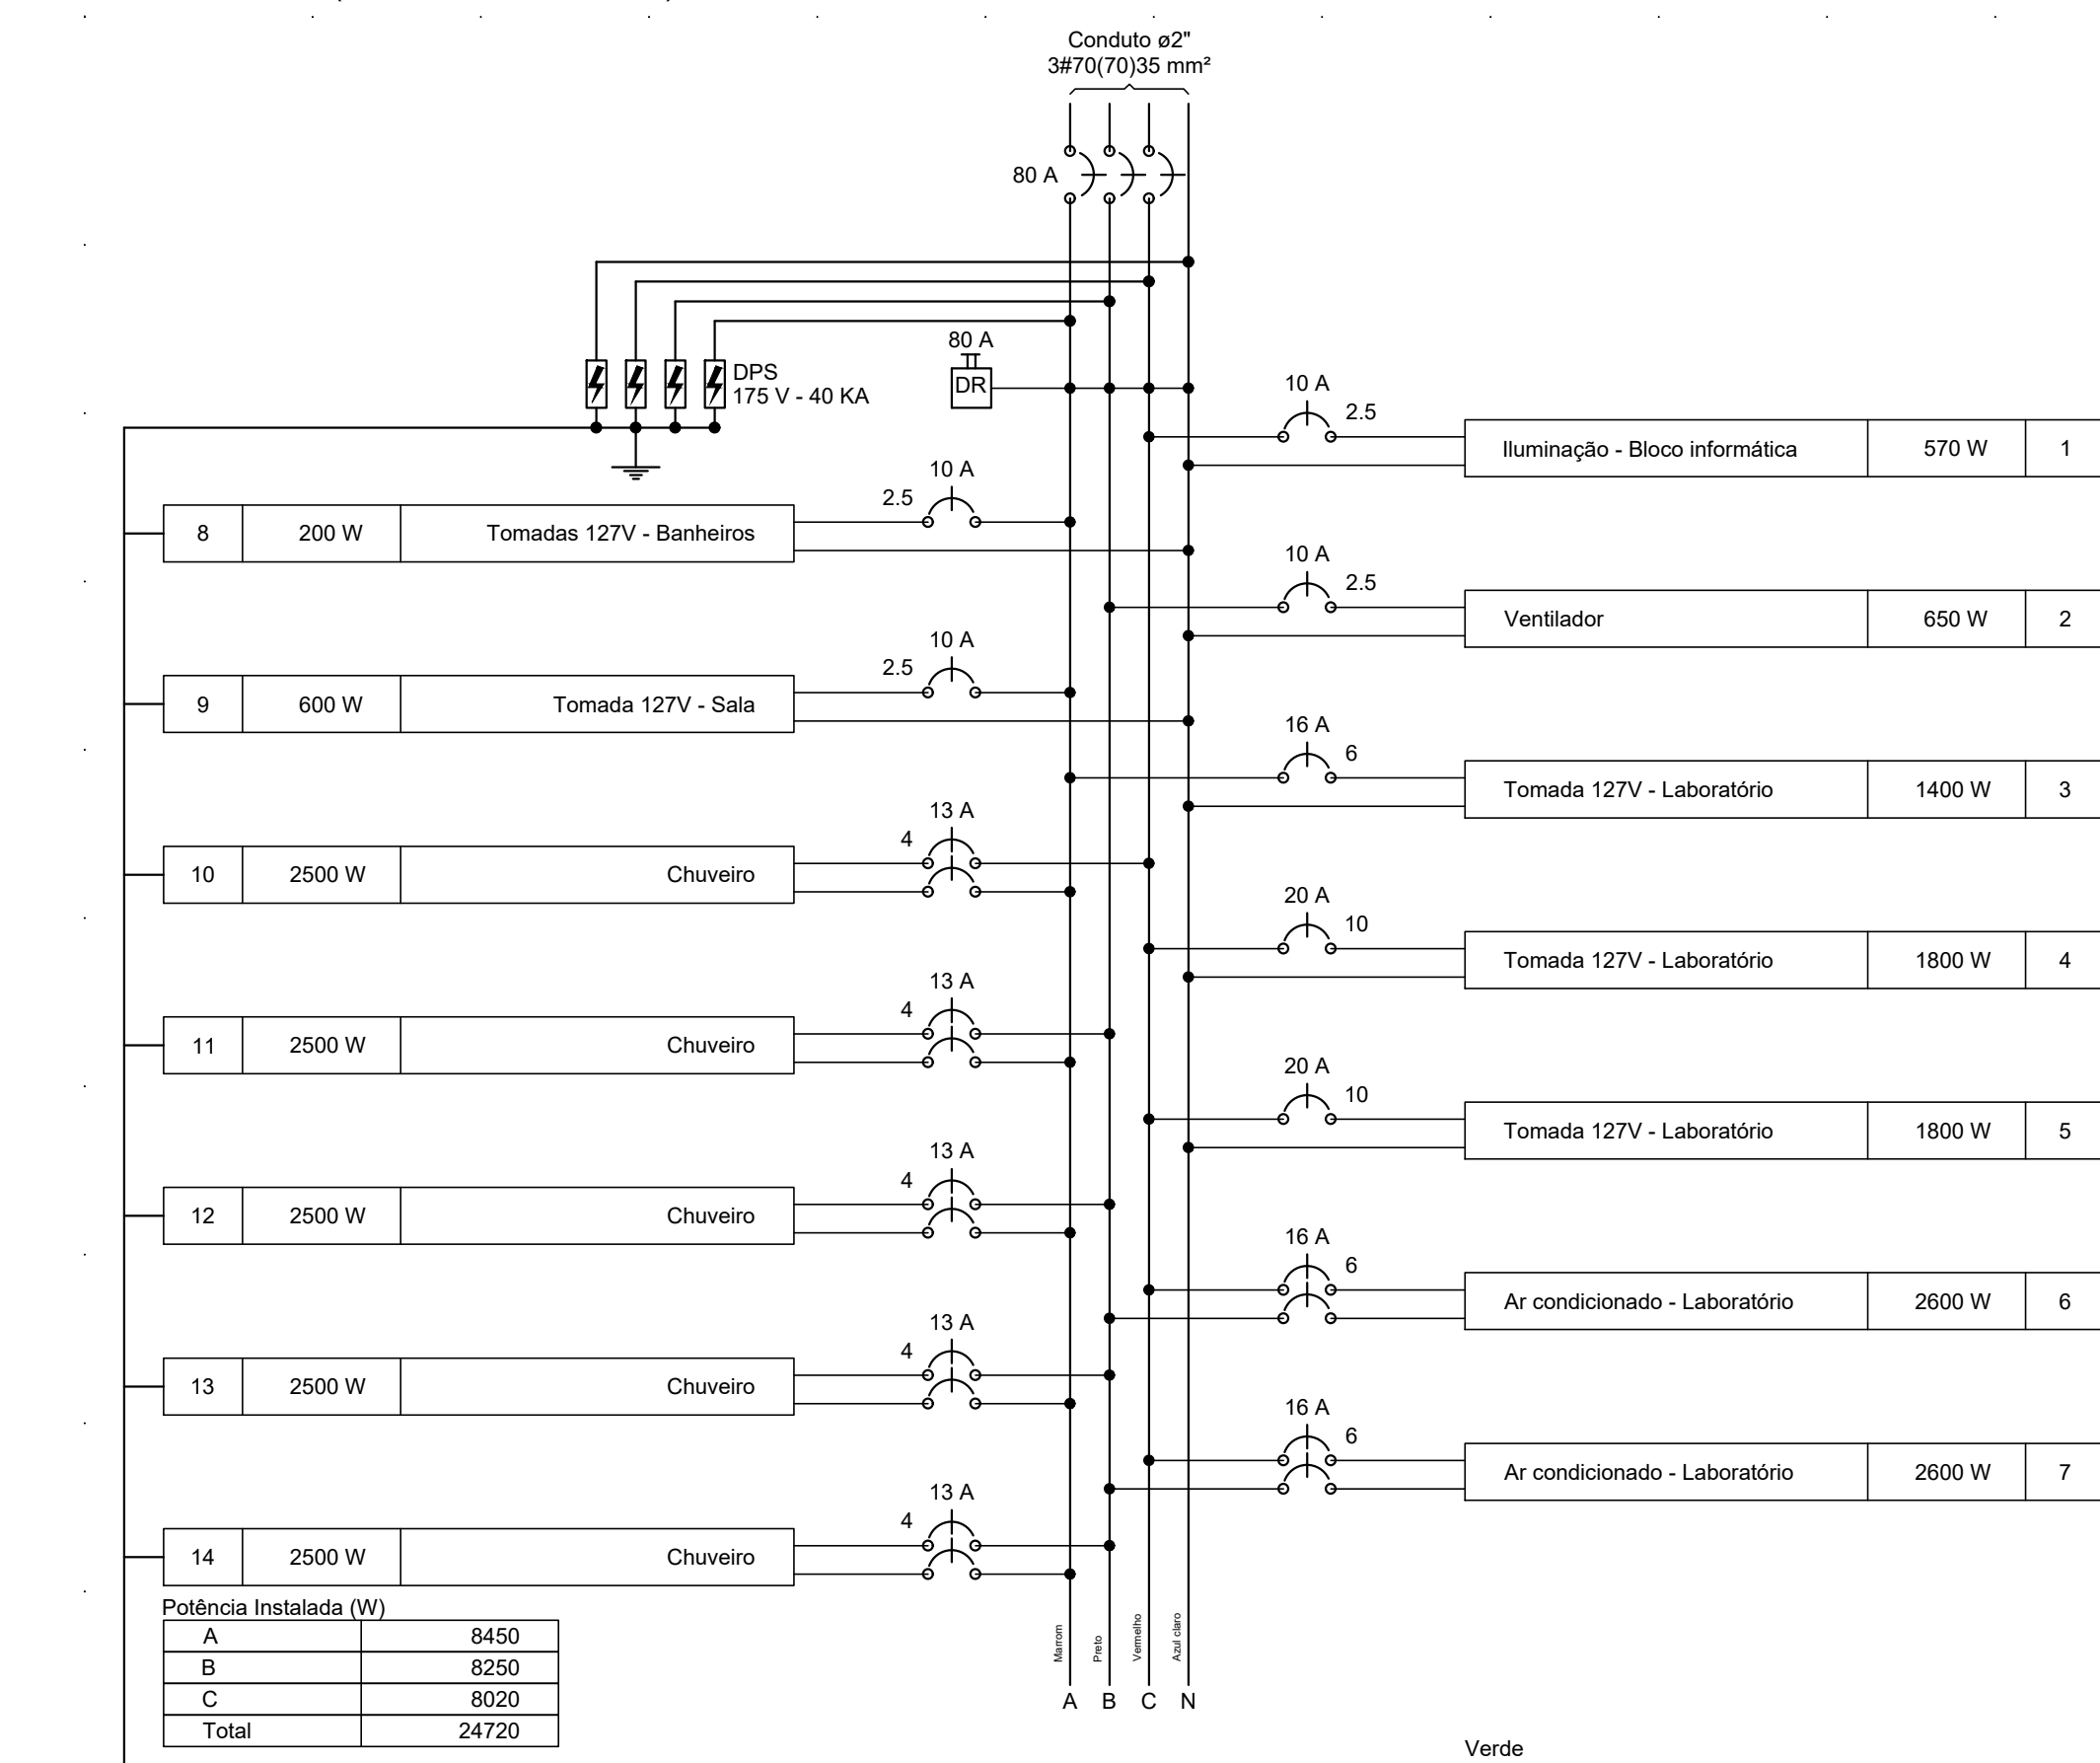 Conduto ø2"
3#70(70)35 mm²
80 A
80 A
DR
DPS
175 V - 40 KA
10 A
2.5
Iluminação - Bloco informática 570 W 1
10 A
2.5
8 200 W Tomadas 127V - Banheiros
10 A
2.5
Ventilador 650 W 2
10 A
2.5
9 600 W Tomada 127V - Sala
16 A
6
Tomada 127V - Laboratório 1400 W 3
13 A
4
10 2500 W Chuveiro
20 A
10
Tomada 127V - Laboratório 1800 W 4
13 A
4
11 2500 W Chuveiro
20 A
10
Tomada 127V - Laboratório 1800 W 5
13 A
4
12 2500 W Chuveiro
16 A
6
Ar condicionado - Laboratório 2600 W 6
13 A
4
13 2500 W Chuveiro
16 A
6
Ar condicionado - Laboratório 2600 W 7
13 A
4
14 2500 W Chuveiro
Potência Instalada (W)
A 8450
B 8250
C 8020
Total 24720
Marrom
Preto
Vermelho
Azul claro
A B C N
Verde